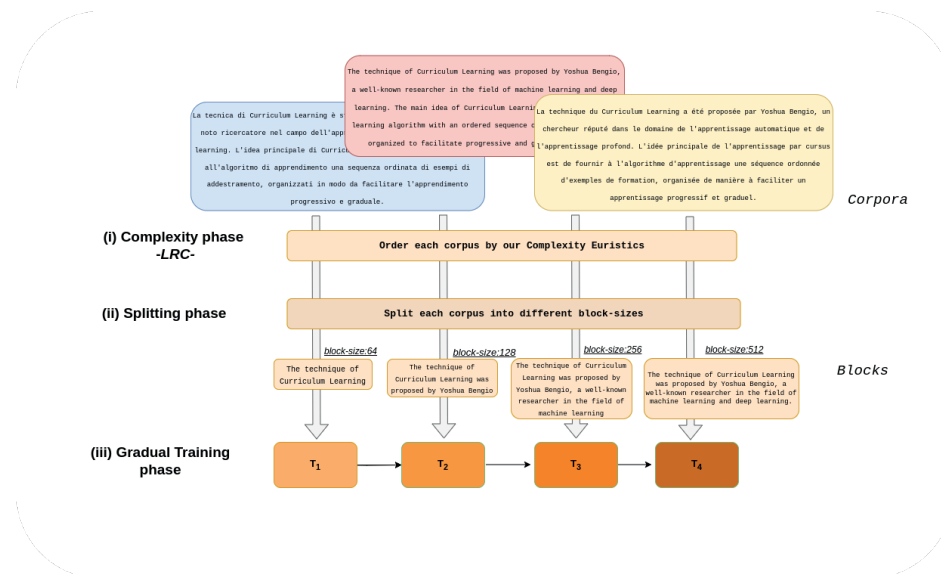 The technique of Curriculum Learning was proposed by Yoshua Bengio,
a well-known researcher in the field of machine learning and deep
learning. The main idea of Curriculum
learning algorithm with an ordered sequence
organized to facilitate progressive and
La tecnica di Curriculum Learning è
noto ricercatore nel campo
learning. L'idea principale di
all'algoritmo di apprendimento una sequenza ordinata di esempi di
addestramento, organizzati in modo da facilitare l'apprendimento
progressivo e graduale.
La technique du Curriculum Learning a été proposée par Yoshua Bengio, un
chercheur réputé dans le domaine de l'apprentissage automatique et de
l'apprentissage profond. L'idée principale de l'apprentissage par cursus
est de fournir à l'algorithme d'apprentissage une séquence ordonnée
d'exemples de formation, organisée de manière à faciliter un
apprentissage progressif et graduel.
Corpora
(i) Complexity phase
-LRC-
Order each corpus by our Complexity Euristics
(ii) Splitting phase
Split each corpus into different block-sizes
block-size:64
The technique of
Curriculum Learning
block-size:128
The technique of
Curriculum Learning was
proposed by Yoshua Bengio
block-size:256
The technique of Curriculum
Learning was proposed by
Yoshua Bengio, a well-known
researcher in the field of
machine learning
block-size:512
The technique of Curriculum Learning
was proposed by Yoshua Bengio, a
well-known researcher in the field of
machine learning and deep learning.
Blocks
(iii) Gradual Training
phase
T1
T2
T3
T4